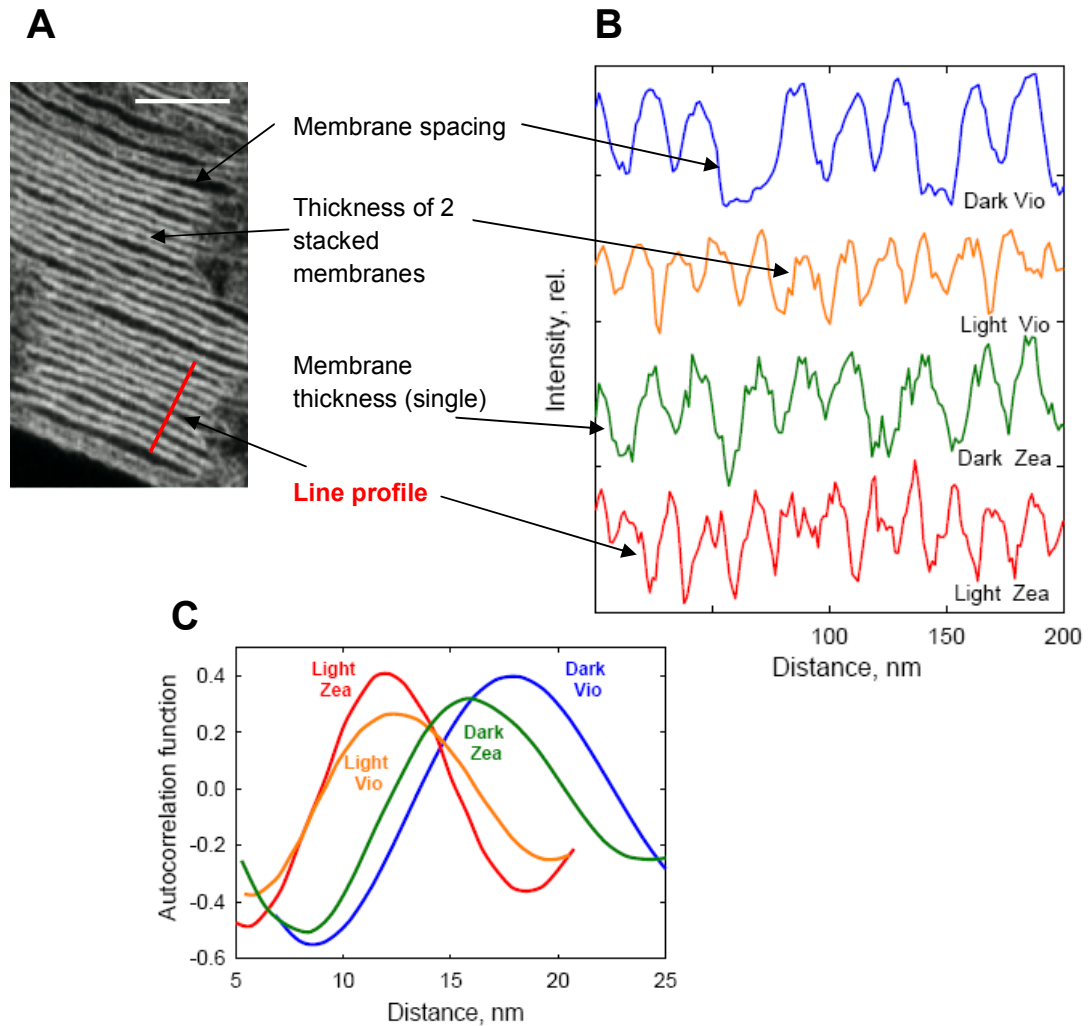 A
B
Membrane spacing
Thickness of 2
stacked
membranes
Membrane
thickness (single)
Line profile
Intensity, rel.
Dark Vio
Light Vio
Dark Zea
Light Zea
100
150
200
Distance, nm
C
Autocorrelation function
0.4
0.2
0.0
-0.2
-0.4
-0.6
Light
Zea
Dark
Vio
Light
Vio
Dark
Zea
5
10
15
20
25
Distance, nm